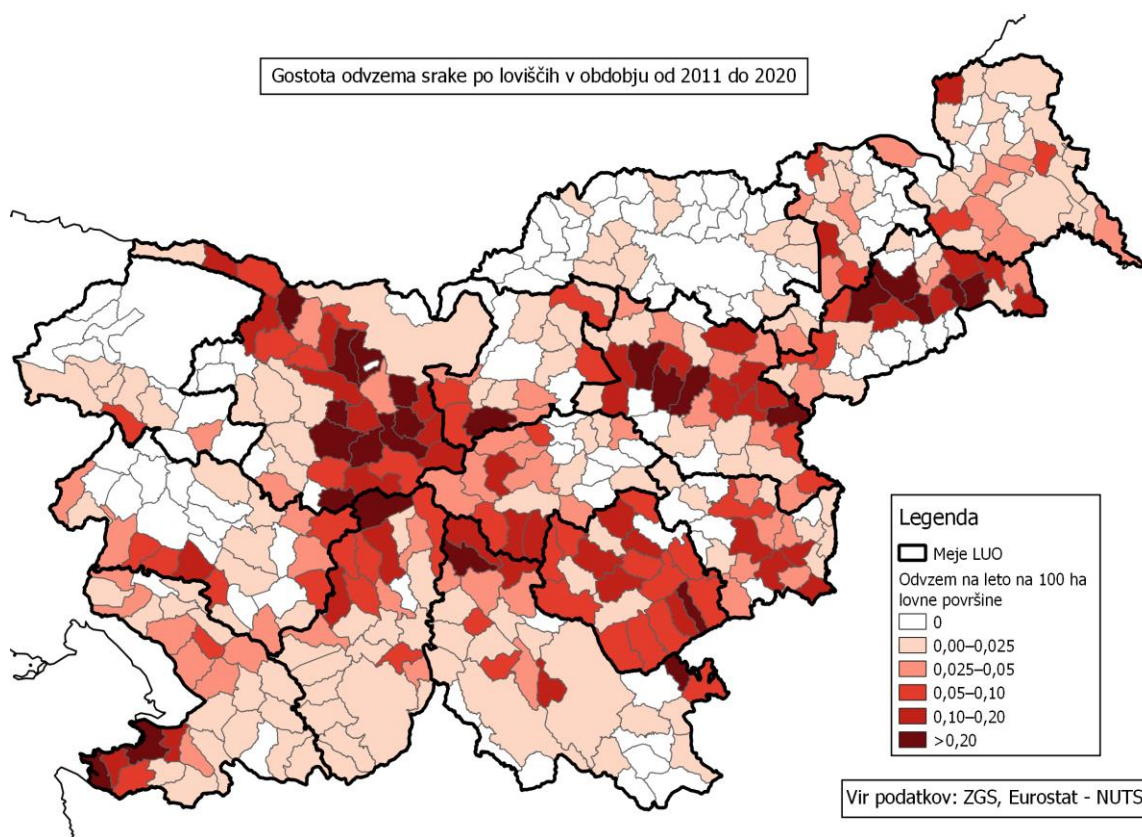 Gostota odvzema srake po loviščih v obdobju od 2011 do 2020
Legenda
Meje LUO
Odvzem na leto na 100 ha
lovne površine
0
0,00–0,025
0,025–0,05
0,05–0,10
0,10–0,20
>0,20
Vir podatkov: ZGS, Eurostat - NUTS